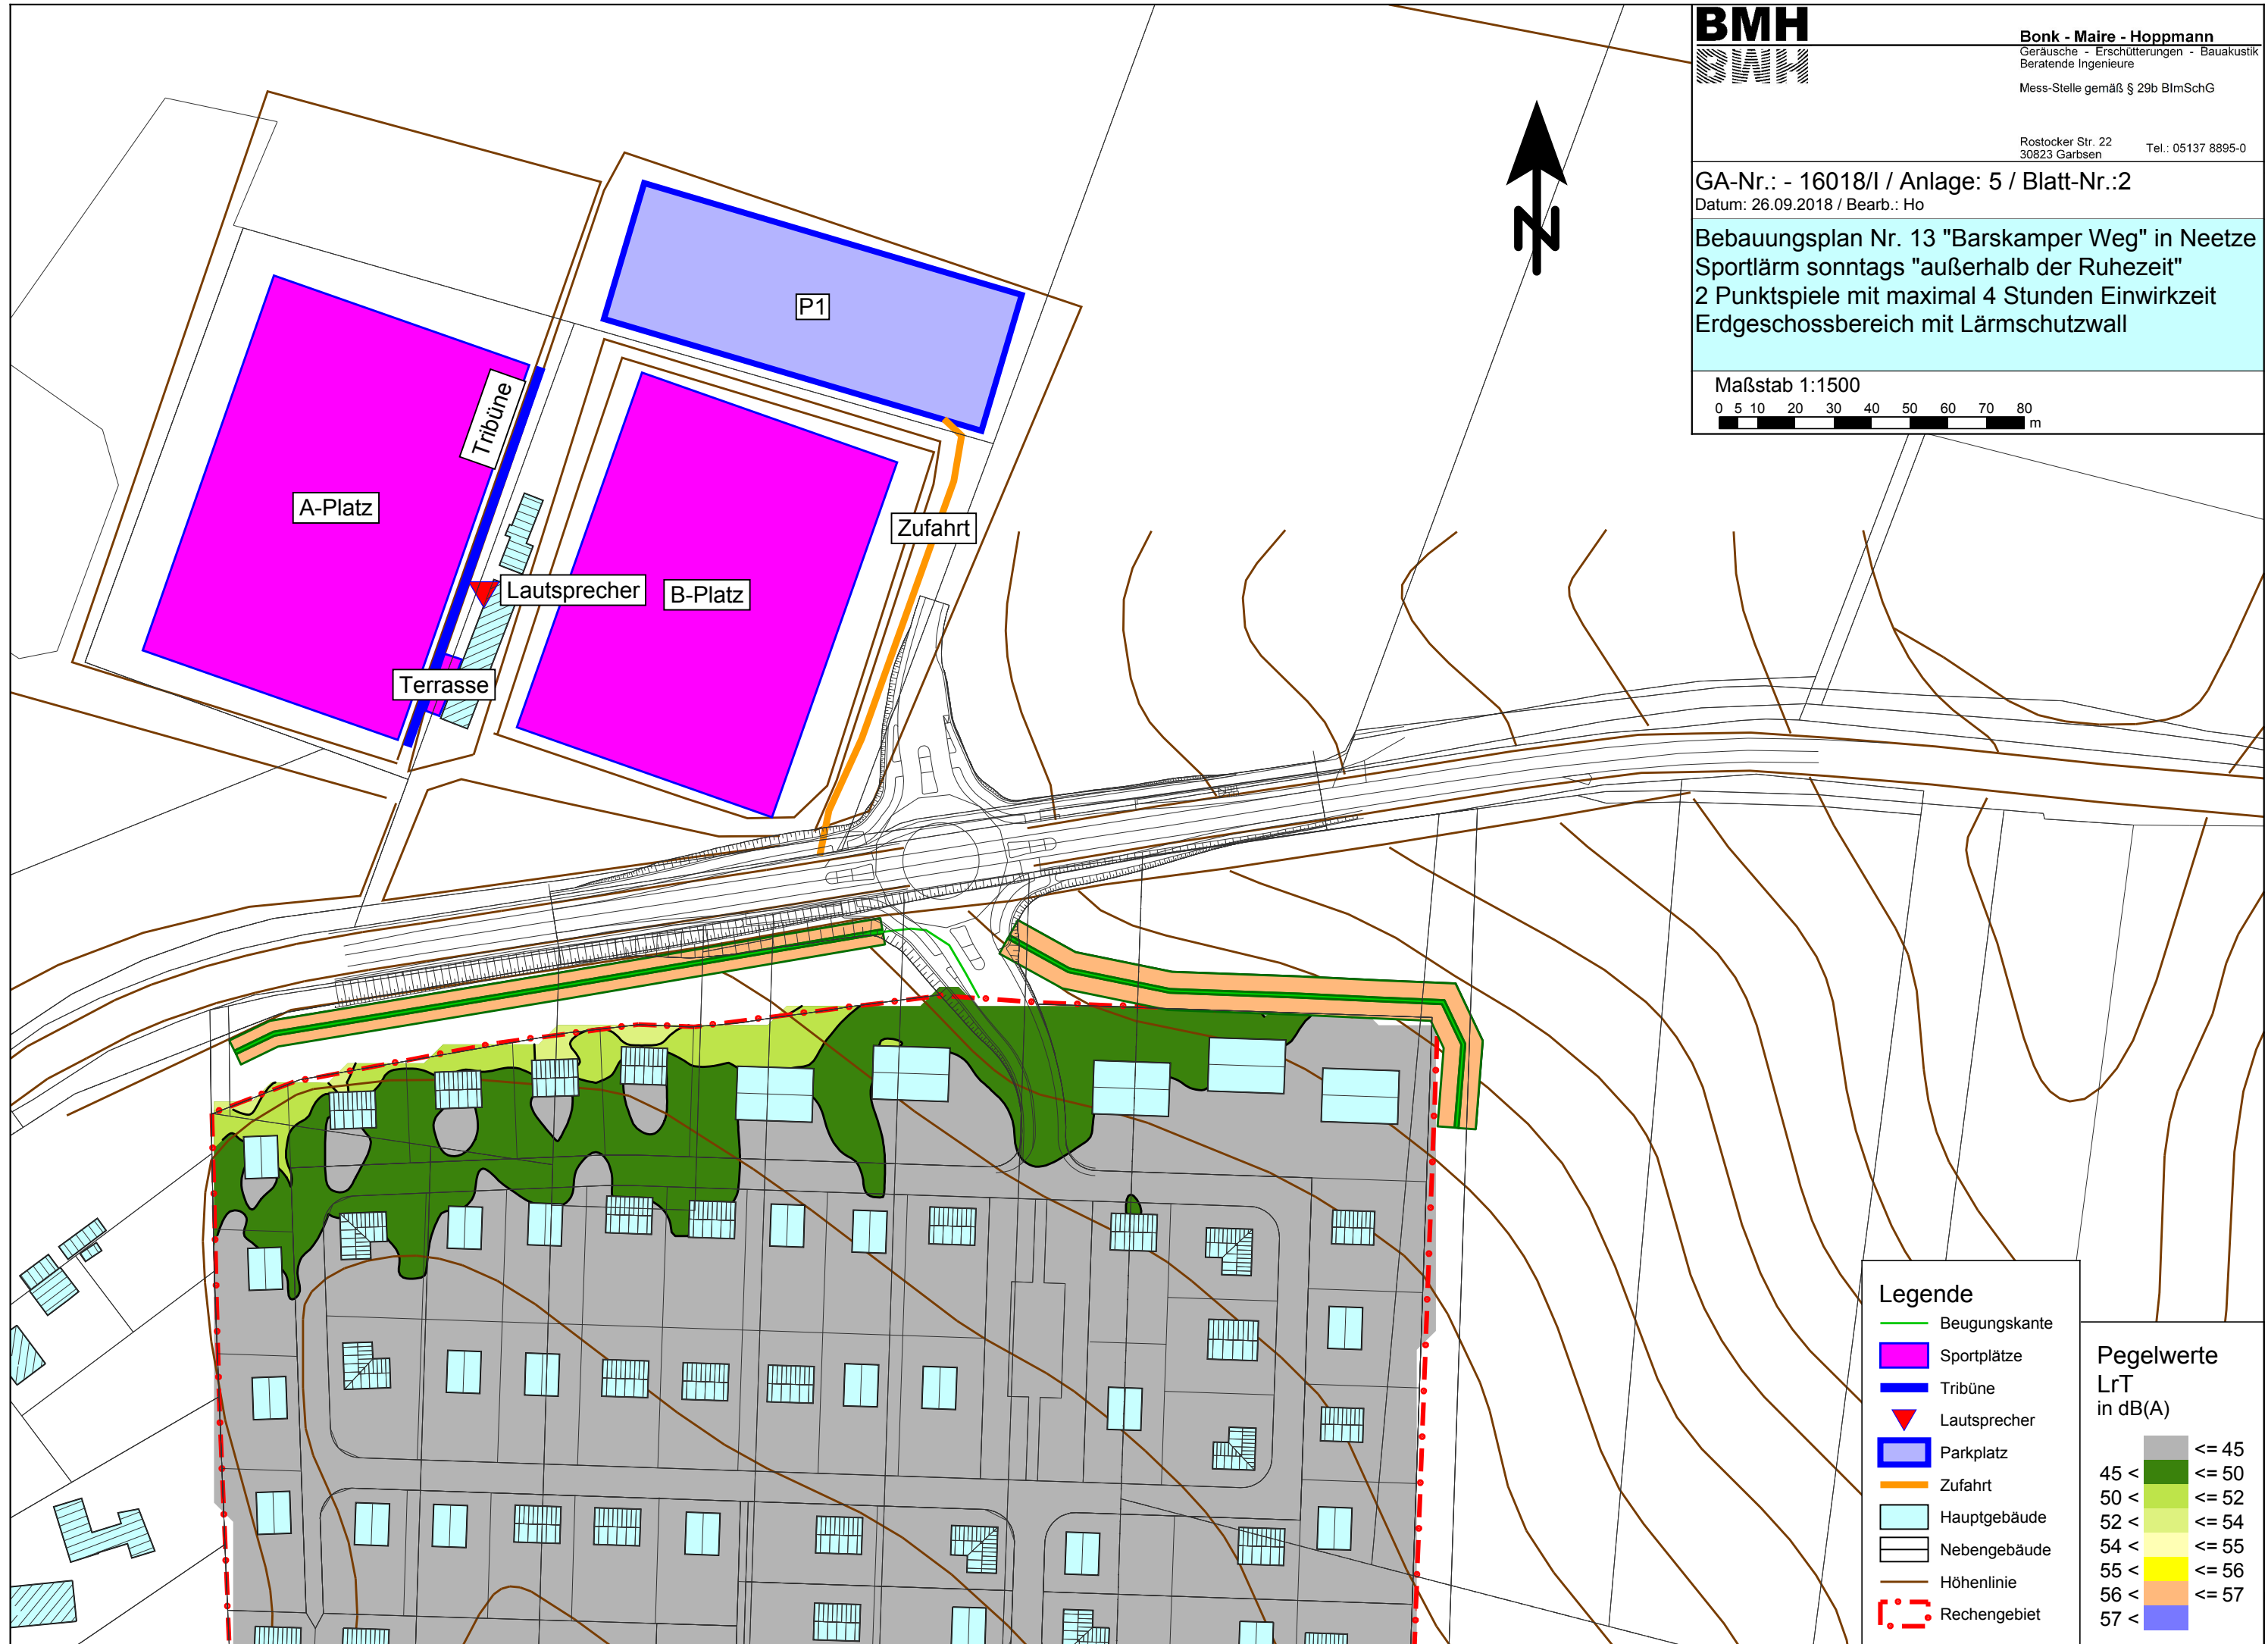 BMH
BMH
Bonk - Maire - Hoppmann
Geräusche - Erschütterungen - Bauakustik
Beratende Ingenieure
Mess-Stelle gemäß § 29b BImSchG
Rostocker Str. 22
30823 Garbsen Tel.: 05137 8895-0
GA-Nr.: - 16018/I / Anlage: 5 / Blatt-Nr.:2
Datum: 26.09.2018 / Bearb.: Ho
Bebauungsplan Nr. 13 "Barskamper Weg" in Neetze
Sportlärm sonntags "außerhalb der Ruhezeit"
2 Punktspiele mit maximal 4 Stunden Einwirkzeit
Erdgeschossbereich mit Lärmschutzwall
Maßstab 1:1500
0 5 10 20 30 40 50 60 70 80
m
N
P1
Tribüne
A-Platz
Zufahrt
Lautsprecher
B-Platz
Terrasse
Legende
Beugungskante
Sportplätze
Tribüne
Lautsprecher
Parkplatz
Zufahrt
Hauptgebäude
Nebengebäude
Höhenlinie
Rechengebiet
Pegelwerte
LrT
in dB(A)
<= 45
45 < <= 50
50 < <= 52
52 < <= 54
54 < <= 55
55 < <= 56
56 < <= 57
57 <